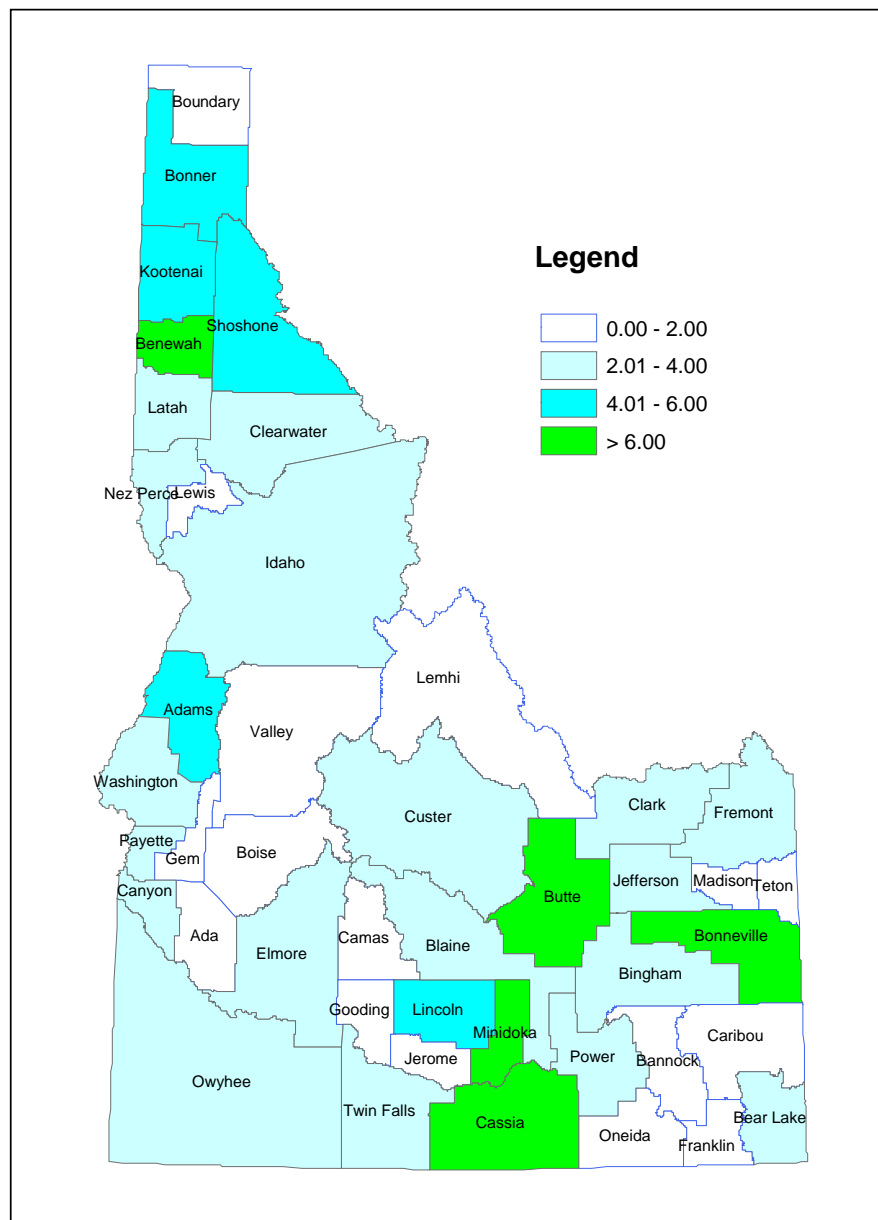 Boundary
Bonner
Legend
Kootenai
0.00 - 2.00
Shoshone
Benewah
2.01 - 4.00
4.01 - 6.00
Latah
Clearwater
> 6.00
Nez Perce
Lewis
Idaho
Lemhi
Adams
Valley
Washington
Custer
Clark
Fremont
Payette
Boise
Gem
Madison
Teton
Jefferson
Canyon
Butte
Ada
Camas
Blaine
Bonneville
Elmore
Bingham
Gooding
Lincoln
Caribou
Minidoka
Jerome
Power
Bannock
Owyhee
Twin Falls
Bear Lake
Cassia
Oneida
Franklin